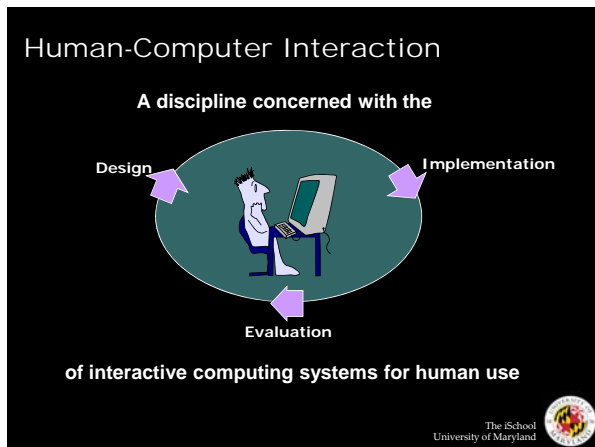 Human-Computer Interaction
A discipline concerned with the
Design
Implementation
Evaluation
of interactive computing systems for human use
The iSchool
University of Maryland